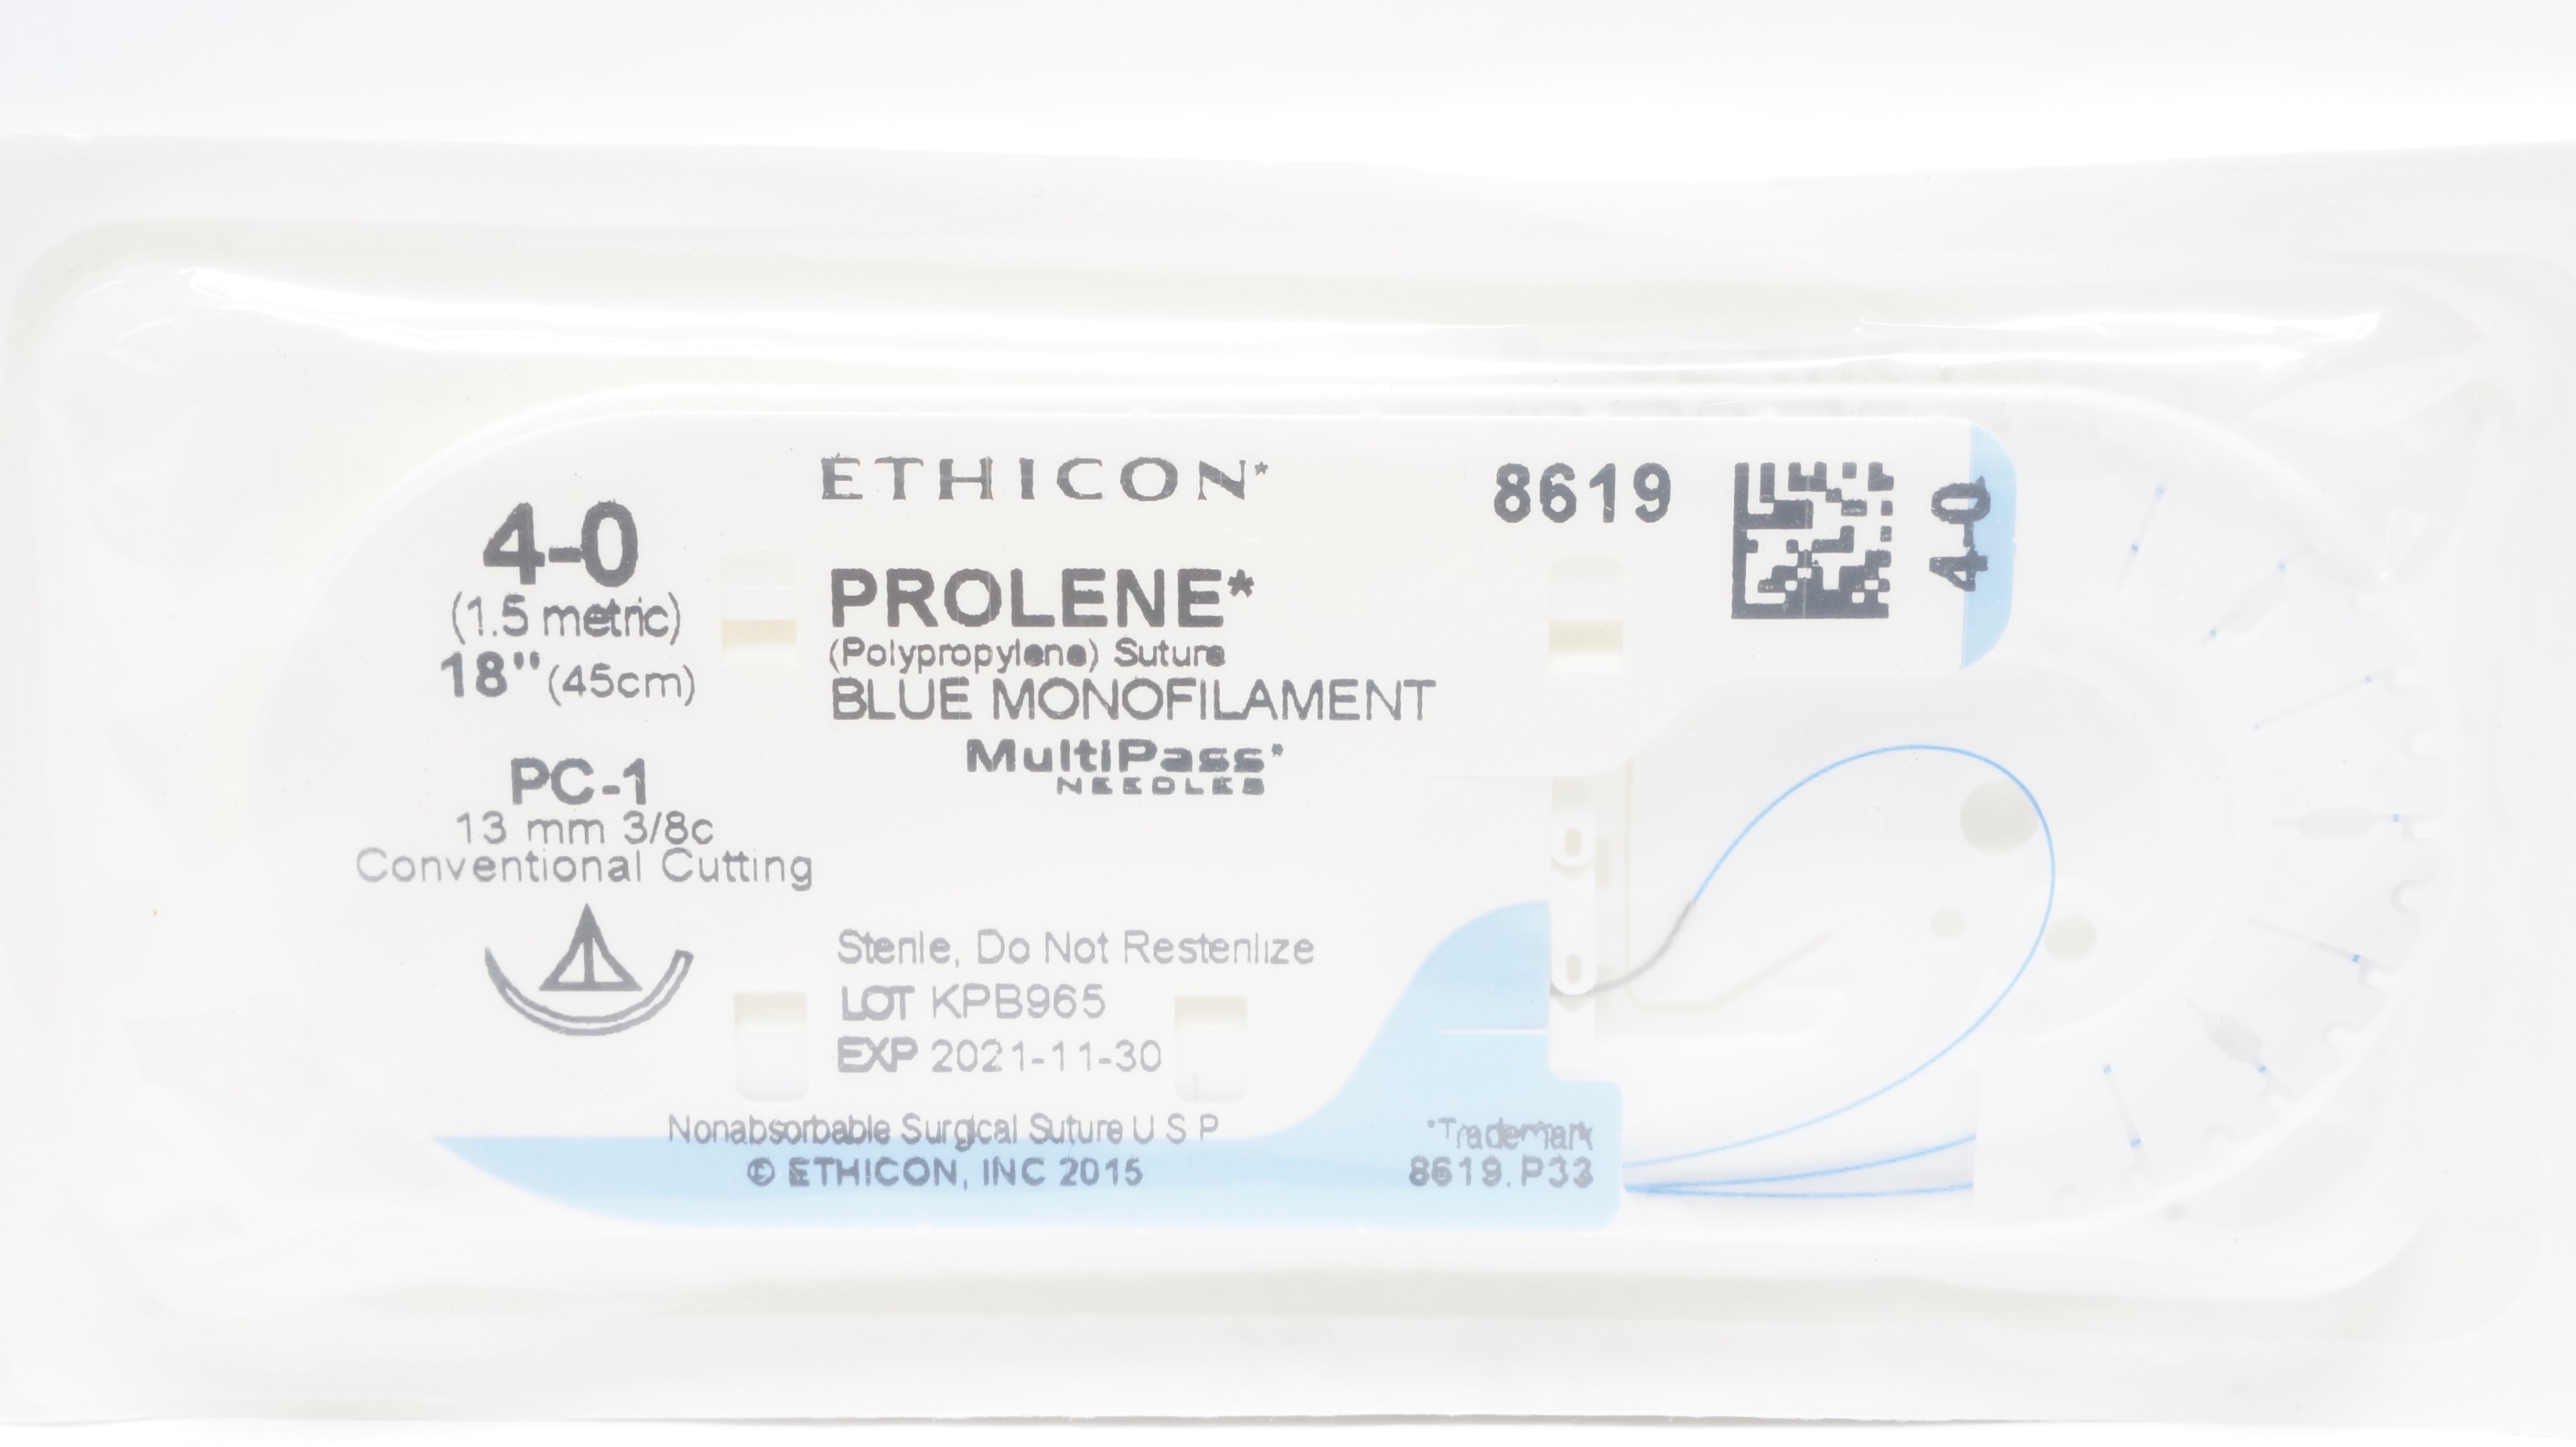 ETHICON*
8619
4-0
4-0
(1.5 metric)
18" (45cm)
PROLENE*
(Polypropylene) Suture
BLUE MONOFILAMENT
MultiPass*
NEEDLES
PC-1
13 mm 3/8c
Conventional Cutting
Sterile, Do Not Resterilize
LOT KPB965
EXP 2021-11-30
Nonabsorbable Surgical Suture U S P
© ETHICON, INC 2015
*Trademark
8619.P33